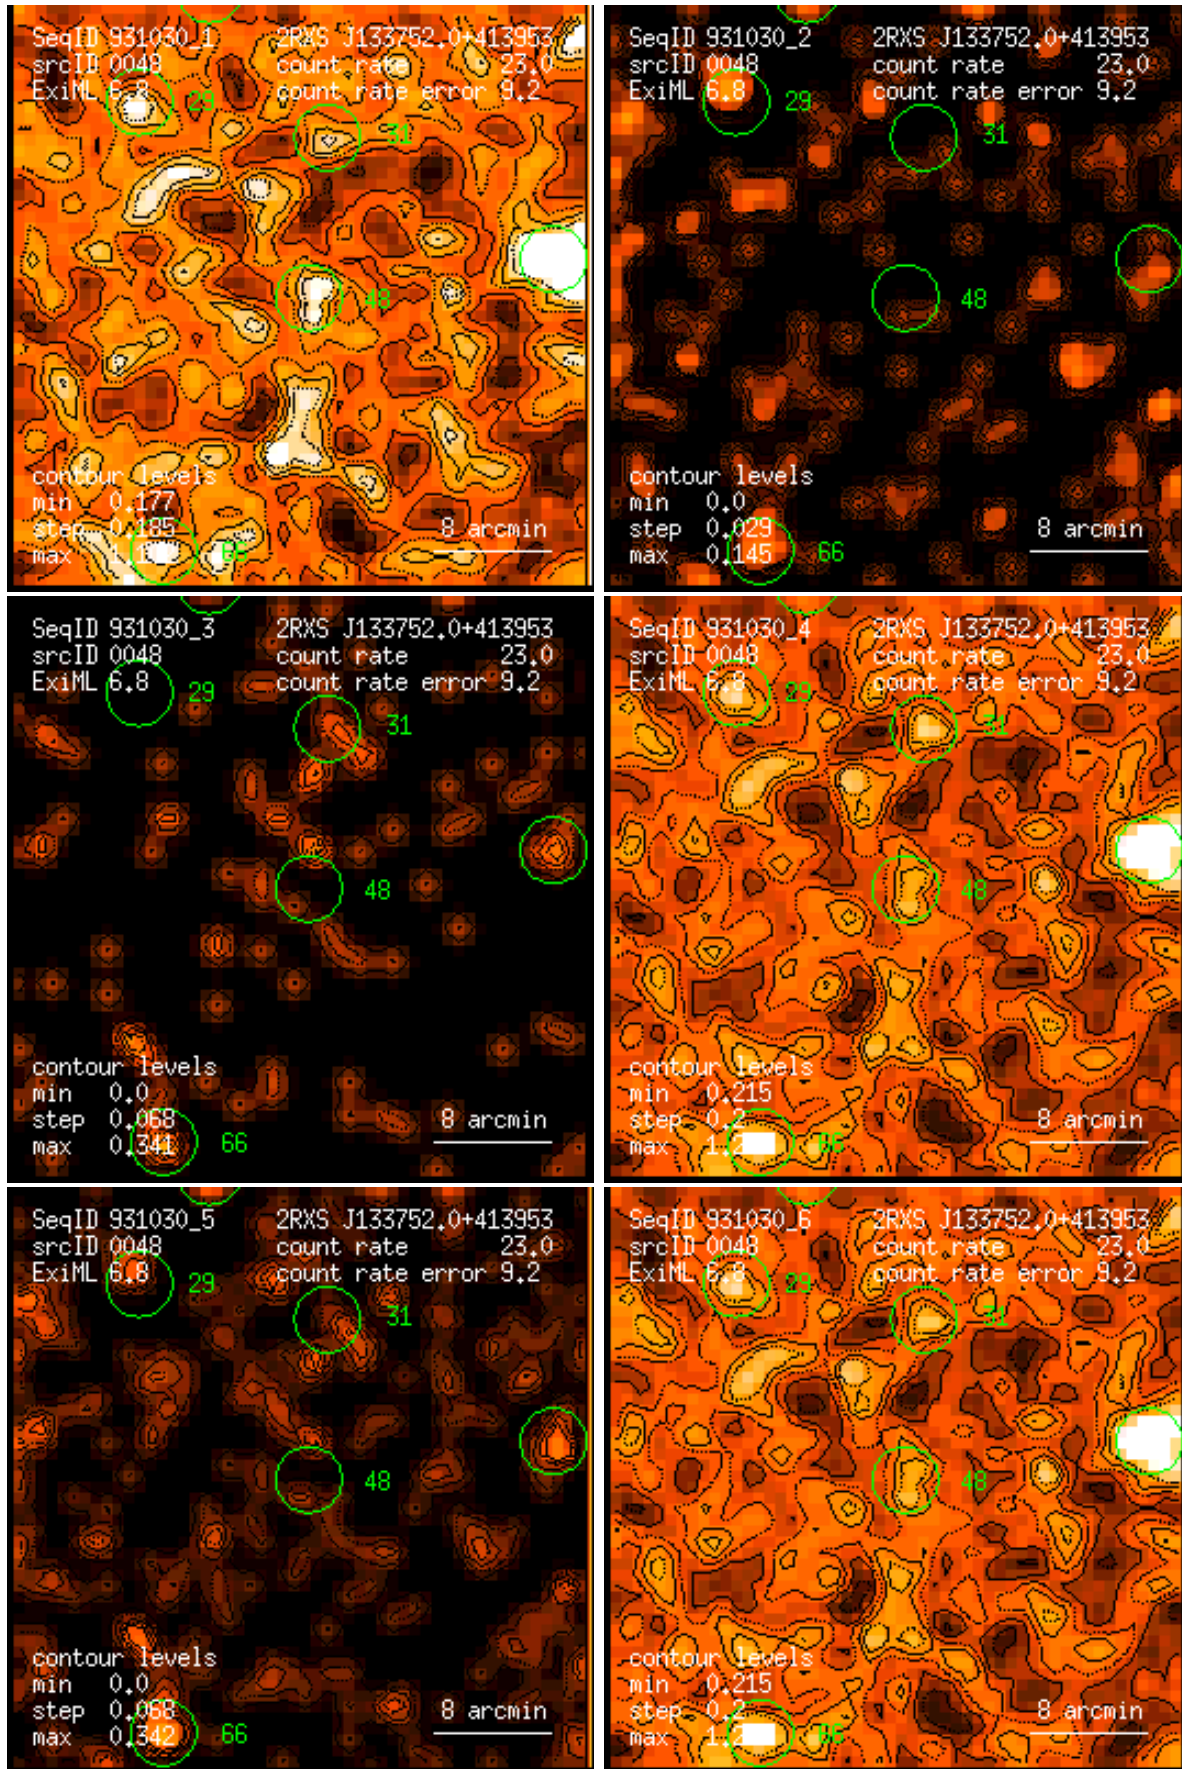 SeqID 931030_1 2RXS J133752.0+413953
srcID 0048 count rate 23.0
ExiML 6.8 count rate error 9.2
29
31
48
contour levels
min 0.177
step 0.185 8 arcmin
max 66
SeqID 931030_2 2RXS J133752.0+413953
srcID 0048 count rate 23.0
ExiML 6.8 count rate error 9.2
29
31
48
contour levels
min 0.0
step 0.029 8 arcmin
max 0.145 66
SeqID 931030_3 2RXS J133752.0+413953
srcID 0048 count rate 23.0
ExiML 6.8 count rate error 9.2
29
31
48
contour levels
min 0.0
step 0.068 8 arcmin
max 0.341 66
SeqID 931030_4 2RXS J133752.0+413953
srcID 0048 count rate 23.0
ExiML 6.8 count rate error 9.2
29
31
48
contour levels
min 0.215
step 0.2 8 arcmin
max 66
SeqID 931030_5 2RXS J133752.0+413953
srcID 0048 count rate 23.0
ExiML 6.8 count rate error 9.2
29
31
48
contour levels
min 0.0
step 0.068 8 arcmin
max 0.342 66
SeqID 931030_6 2RXS J133752.0+413953
srcID 0048 count rate 23.0
ExiML 6.8 count rate error 9.2
29
31
48
contour levels
min 0.215
step 0.2 8 arcmin
max 66